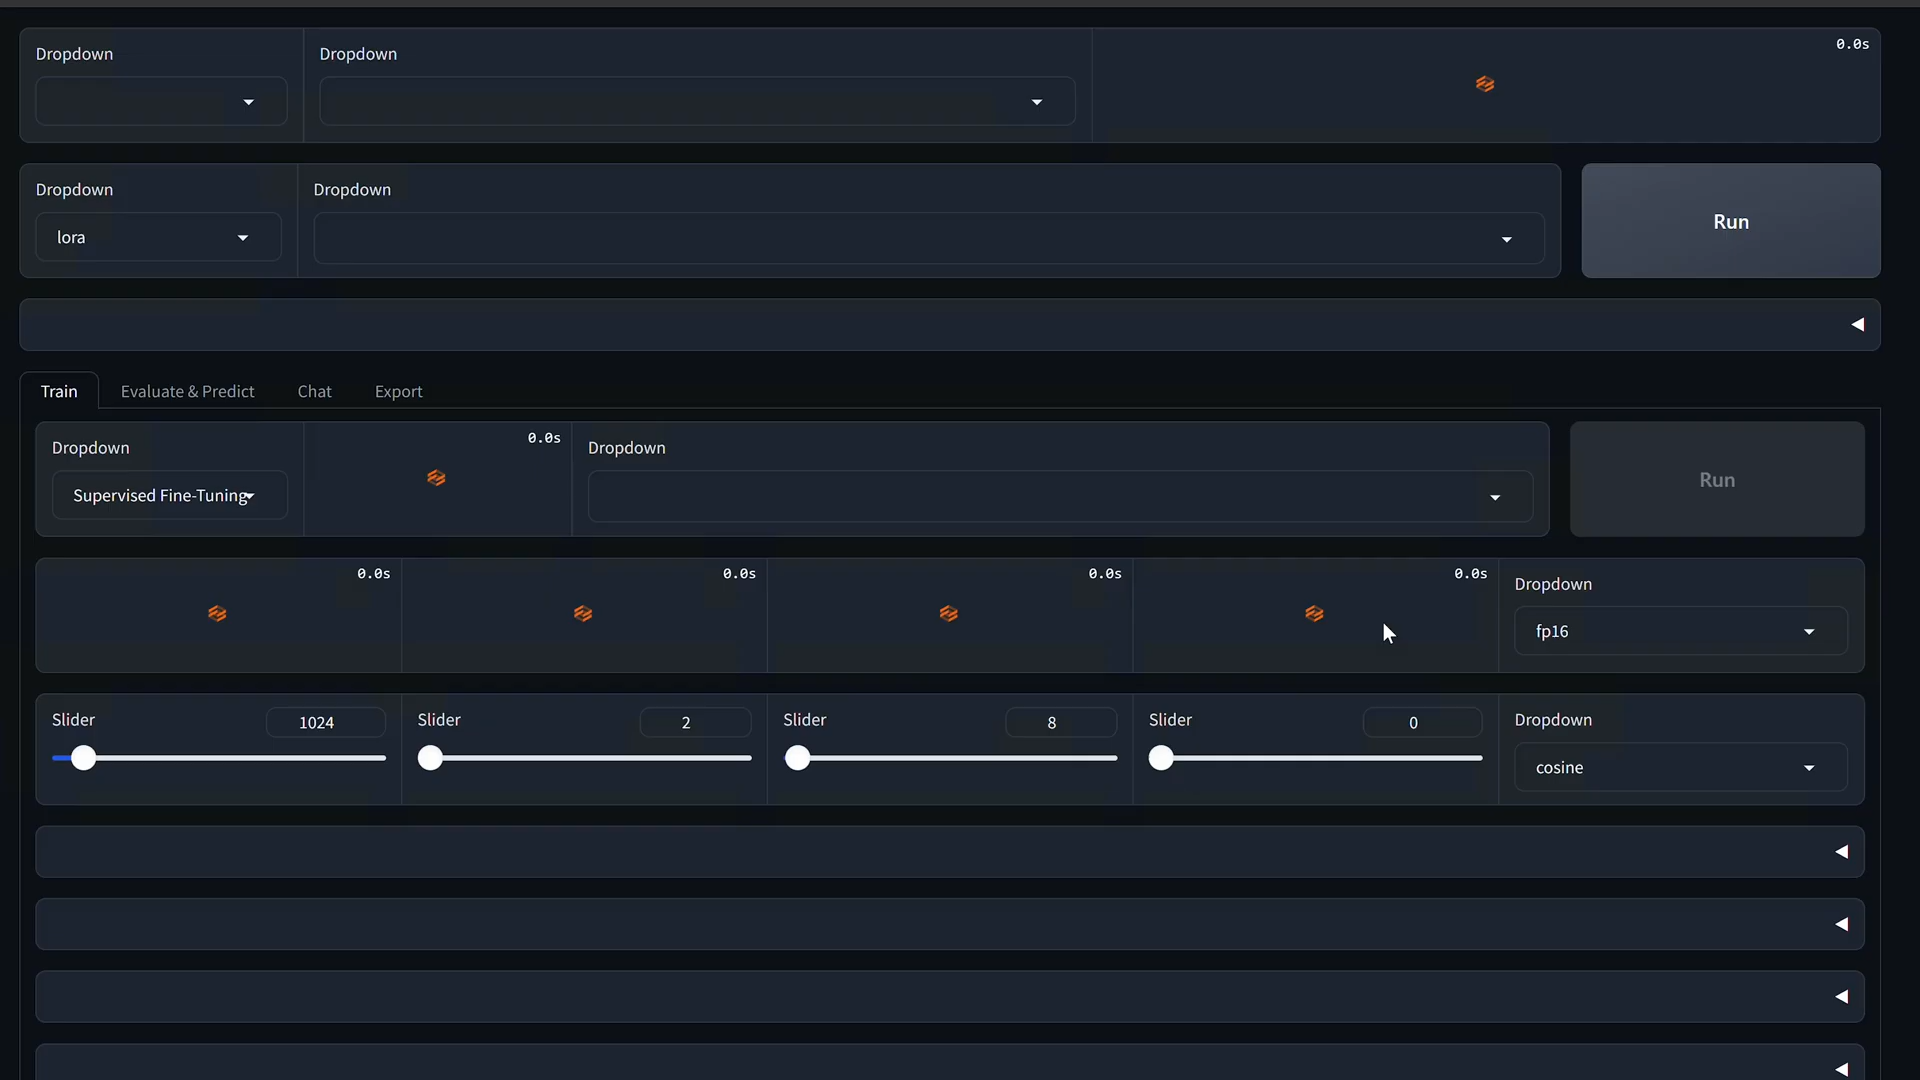 Dropdown
Dropdown
0.0s
Dropdown
lora
Dropdown
Run
Train
Evaluate & Predict
Chat
Export
Dropdown
Supervised Fine-Tuning
0.0s
Dropdown
Run
0.0s
0.0s
0.0s
0.0s
Dropdown
fp16
Slider
1024
Slider
2
Slider
8
Slider
0
Dropdown
cosine